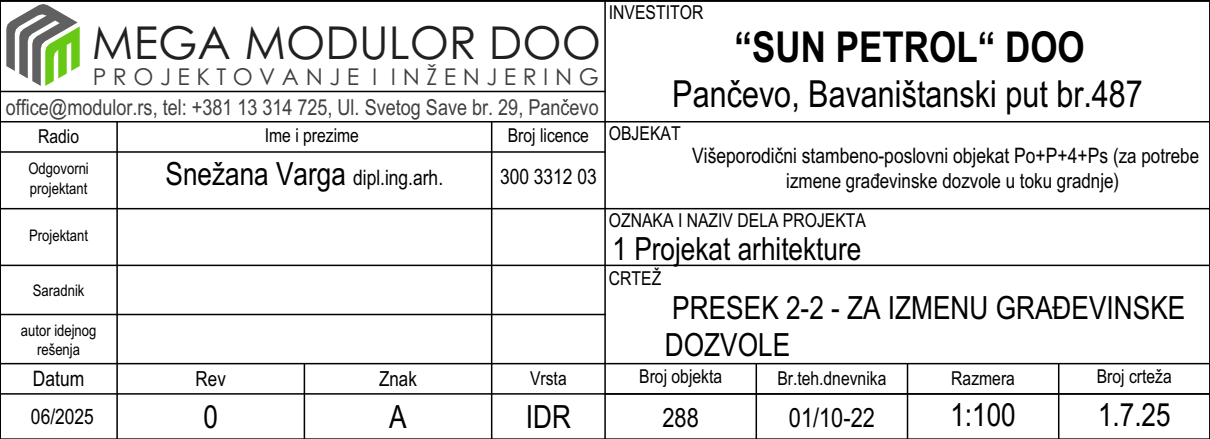 MEGA MODULOR DOO
PROJEKTOVANJE I INŽENJERING
office@modulor.rs, tel: +381 13 314 725, Ul. Svetog Save br. 29, Pančevo
INVESTITOR
“SUN PETROL“ DOO
Pančevo, Bavaništanski put br.487
Radio Ime i prezime Broj licence
Odgovorni
projektant
Snežana Varga dipl.ing.arh. 300 3312 03
OBJEKAT
Višeporodični stambeno-poslovni objekat Po+P+4+Ps (za potrebe
izmene građevinske dozvole u toku gradnje)
Projektant
OZNAKA I NAZIV DELA PROJEKTA
1 Projekat arhitekture
Saradnik
autor idejnog
rešenja
CRTEŽ
PRESEK 2-2 - ZA IZMENU GRAĐEVINSKE
DOZVOLE
Datum Rev Znak Vrsta Broj objekta Br.teh.dnevnika Razmera Broj crteža
06/2025 0 A IDR 288 01/10-22 1:100 1.7.25